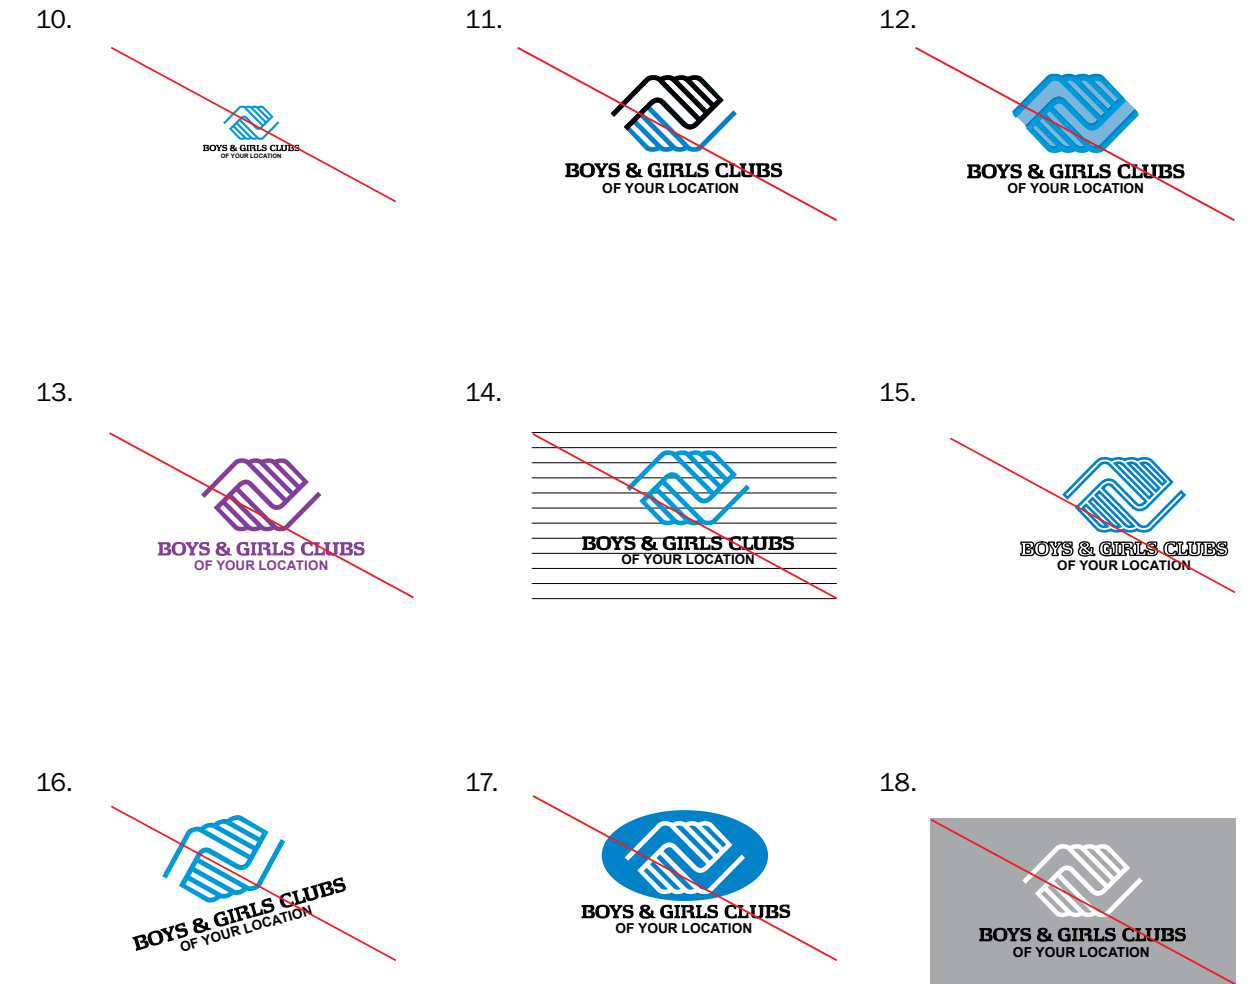 10.
11.
12.
BOYS & GIRLS CLUBS
OF YOUR LOCATION
BOYS & GIRLS CLUBS
OF YOUR LOCATION
BOYS & GIRLS CLUBS
OF YOUR LOCATION
13.
14.
15.
BOYS & GIRLS CLUBS
OF YOUR LOCATION
BOYS & GIRLS CLUBS
OF YOUR LOCATION
BOYS & GIRLS CLUBS
OF YOUR LOCATION
16.
17.
18.
BOYS & GIRLS CLUBS
OF YOUR LOCATION
BOYS & GIRLS CLUBS
OF YOUR LOCATION
BOYS & GIRLS CLUBS
OF YOUR LOCATION